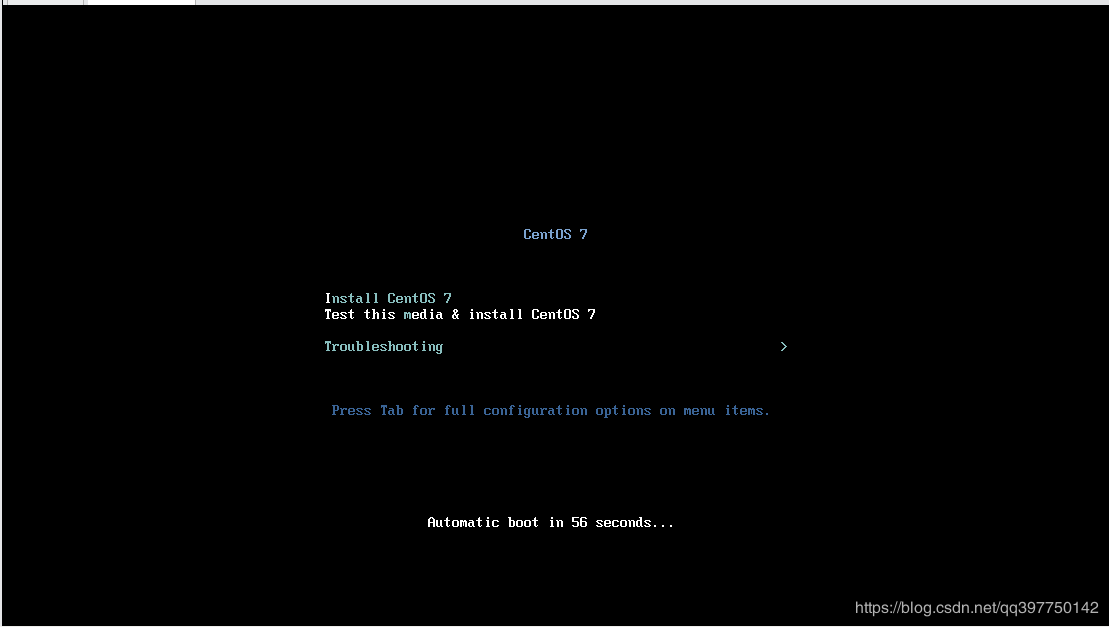 CentOS 7
Install CentOS 7
Test this media & install CentOS 7
Troubleshooting >
Press Tab for full configuration options on menu items.
Automatic boot in 56 seconds...
https://blog.csdn.net/qq397750142